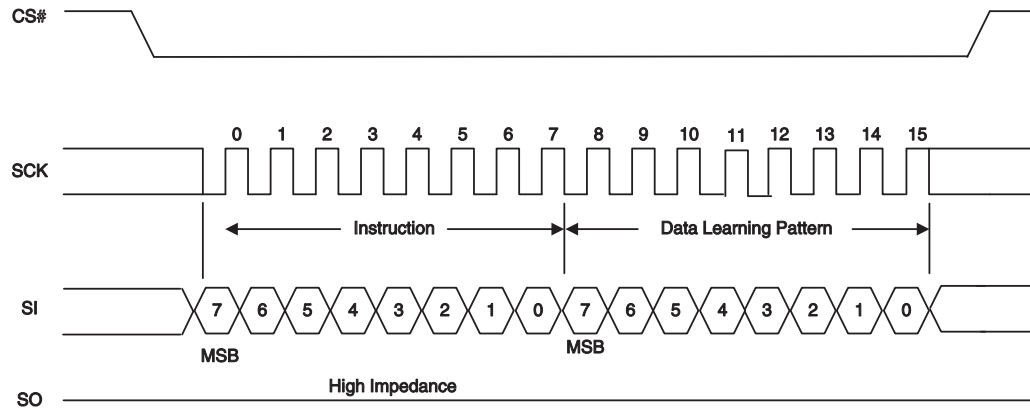 CS#
0 1 2 3 4 5 6 7 8 9 10 11 12 13 14 15
SCK
Instruction Data Learning Pattern
SI 7 6 5 4 3 2 1 0 7 6 5 4 3 2 1 0
MSB MSB
High Impedance
SO